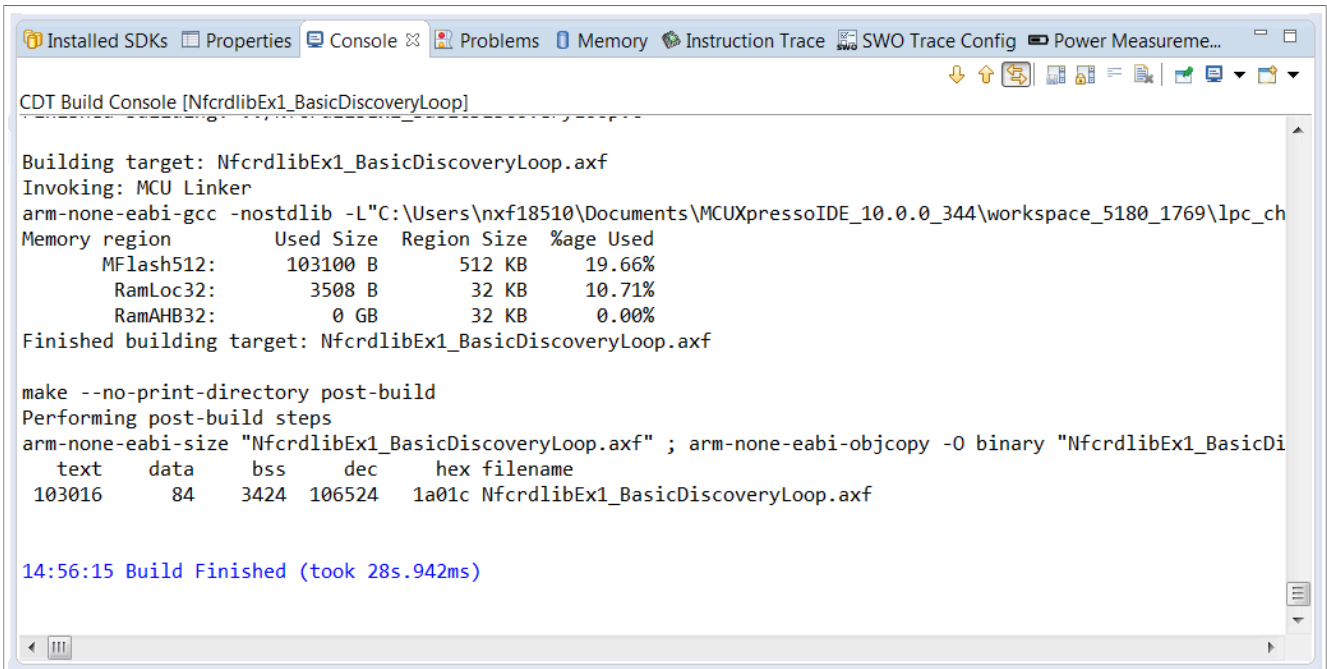 Installed SDKs Properties Console Problems Memory Instruction Trace SWO Trace Config Power Measureme...
CDT Build Console [NfcrdlibEx1_BasicDiscoveryLoop]
Building target: NfcrdlibEx1_BasicDiscoveryLoop.axf
Invoking: MCU Linker
arm-none-eabi-gcc -nostdlib -L"C:\Users\nxf18510\Documents\MCUXpressoIDE_10.0.0_344\workspace_5180_1769\lpc_ch
Memory region         Used Size  Region Size  %age Used
       MFlash512:      103100 B       512 KB     19.66%
        RamLoc32:        3508 B        32 KB     10.71%
        RamAHB32:          0 GB        32 KB      0.00%
Finished building target: NfcrdlibEx1_BasicDiscoveryLoop.axf
make --no-print-directory post-build
Performing post-build steps
arm-none-eabi-size "NfcrdlibEx1_BasicDiscoveryLoop.axf" ; arm-none-eabi-objcopy -O binary "NfcrdlibEx1_BasicDi
   text    data     bss     dec     hex filename
 103016      84    3424  106524   1a01c NfcrdlibEx1_BasicDiscoveryLoop.axf
14:56:15 Build Finished (took 28s.942ms)